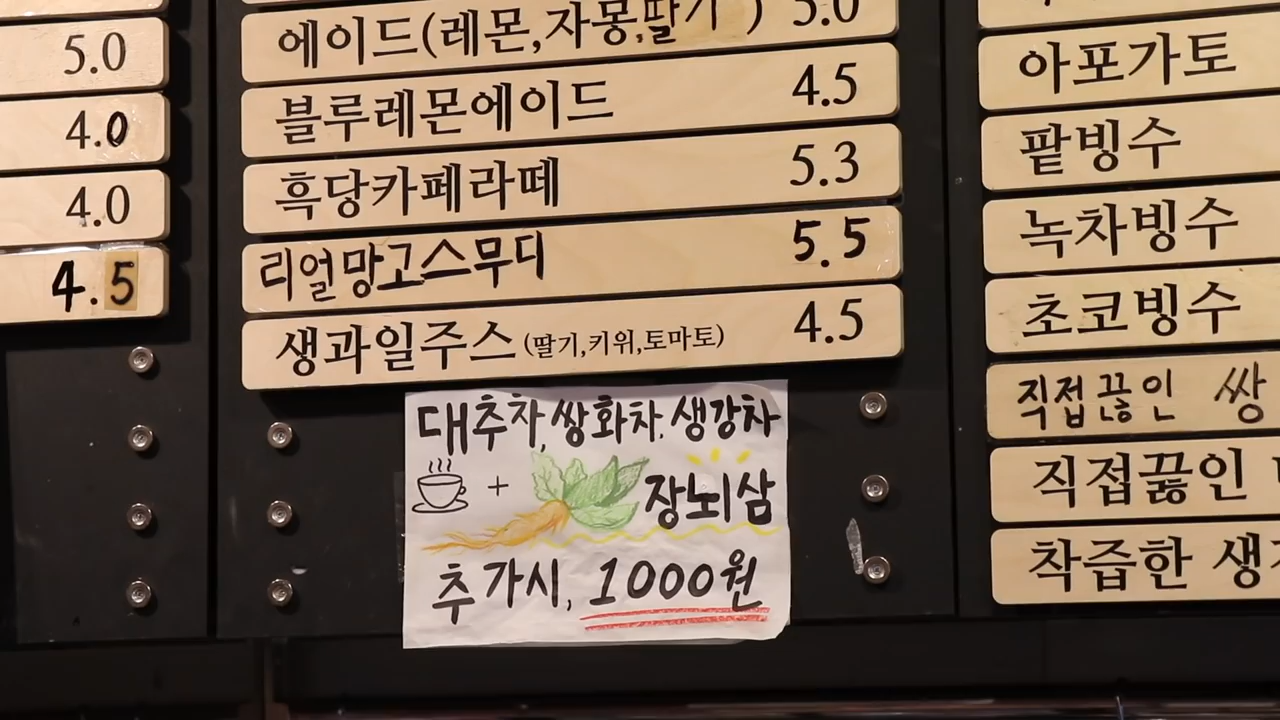 5.0
4.0
4.0
4.5
에이드(레몬,자몽,딸기) 5.0
블루레몬에이드 4.5
흑당카페라떼 5.3
리얼망고스무디 5.5
생과일주스(딸기,키위,토마토) 4.5
대추차,쌍화차.생강차
+ 장뇌삼
추가시, 1000원
아포가토
팥빙수
녹차빙수
초코빙수
직접끓인 쌍
직접끓인
착즙한 생